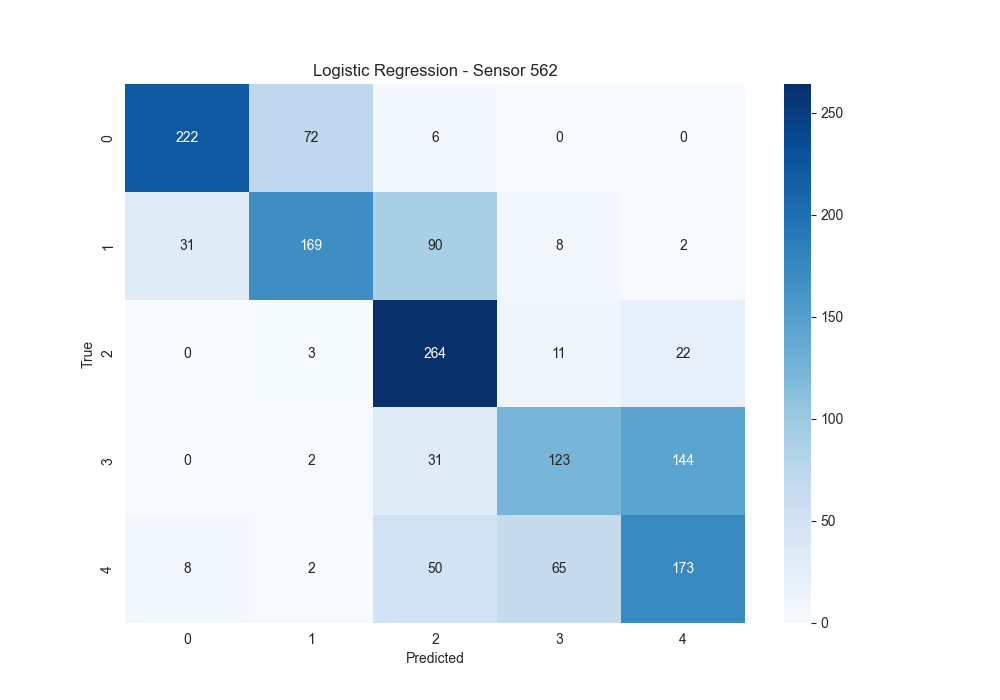 Logistic Regression - Sensor 562
0 222 72 6 0 0
1 31 169 90 8 2
2 0 3 264 11 22
3 0 2 31 123 144
4 8 2 50 65 173
True
0 1 2 3 4
Predicted
250
200
150
100
50
0